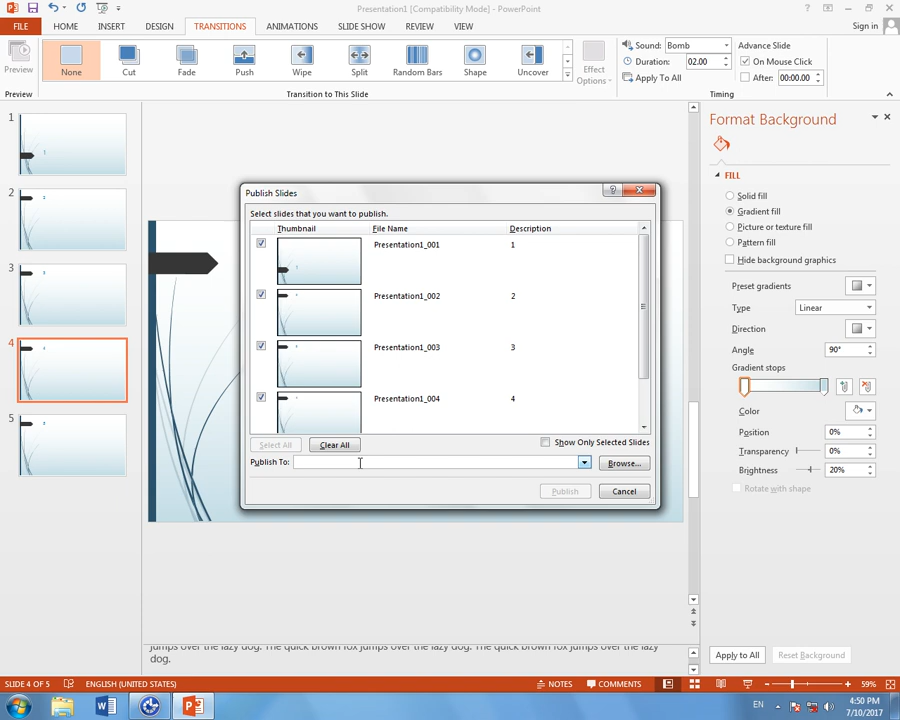 Presentation1 [Compatibility Mode] - PowerPoint
FILE HOME INSERT DESIGN TRANSITIONS ANIMATIONS SLIDE SHOW REVIEW VIEW Sign in
Preview None Cut Fade Push Wipe Split Random Bars Shape Uncover Effect Options
Sound: Bomb Advance Slide
Duration: 02.00 On Mouse Click
Apply To All After: 00:00.00
Preview Transition to This Slide Timing
1
2
3
4
5
Format Background
FILL
Solid fill
Gradient fill
Picture or texture fill
Pattern fill
Hide background graphics
Preset gradients
Type Linear
Direction
Angle 90°
Gradient stops
Color
Position 0%
Transparency 0%
Brightness 20%
Rotate with shape
Apply to All Reset Background
Publish Slides
Select slides that you want to publish.
Thumbnail File Name Description
Presentation1_001 1
Presentation1_002 2
Presentation1_003 3
Presentation1_004 4
Select All Clear All Show Only Selected Slides
Publish To: Browse...
Publish Cancel
jumps over the lazy dog. The quick brown fox jumps over the lazy dog. The quick brown fox jumps over the lazy
dog.
SLIDE 4 OF 5 ENGLISH (UNITED STATES) NOTES COMMENTS 59%
EN 4:50 PM
7/10/2017